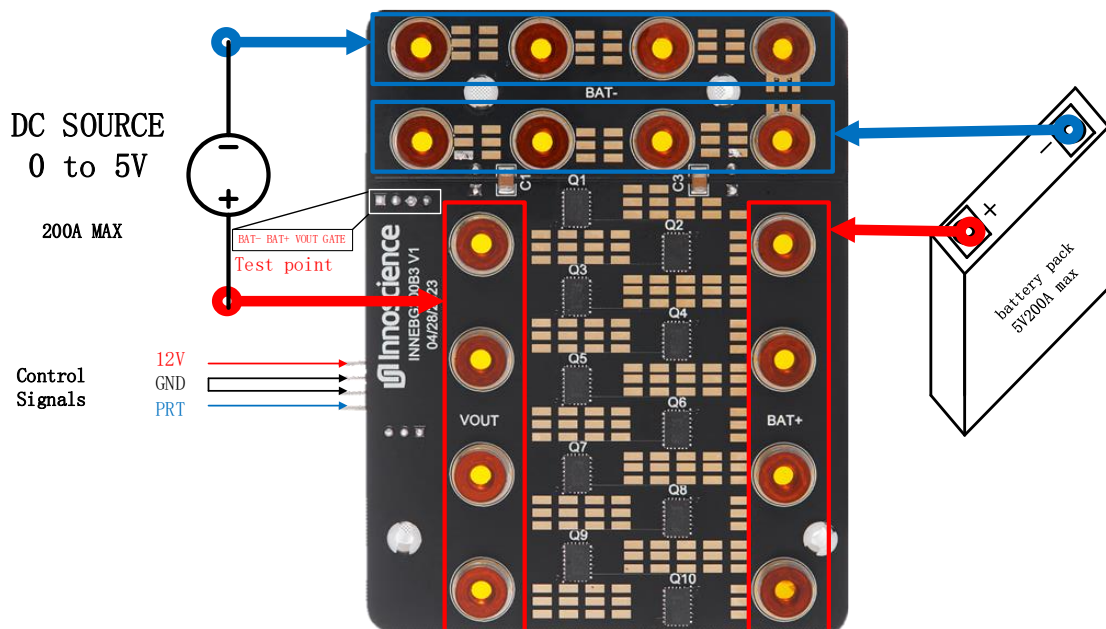 BAT-
DC SOURCE
0 to 5V
200A MAX
-
+
BAT- BAT+ VOUT GATE
Test point
C1
Q1
C3
Q2
Q3
Q4
Q5
Q6
Q7
Q8
Q9
Q10
Innoscience
VOUT
BAT+
12V
GND
PRT
Control
Signals
-
+
battery pack
5V200A max